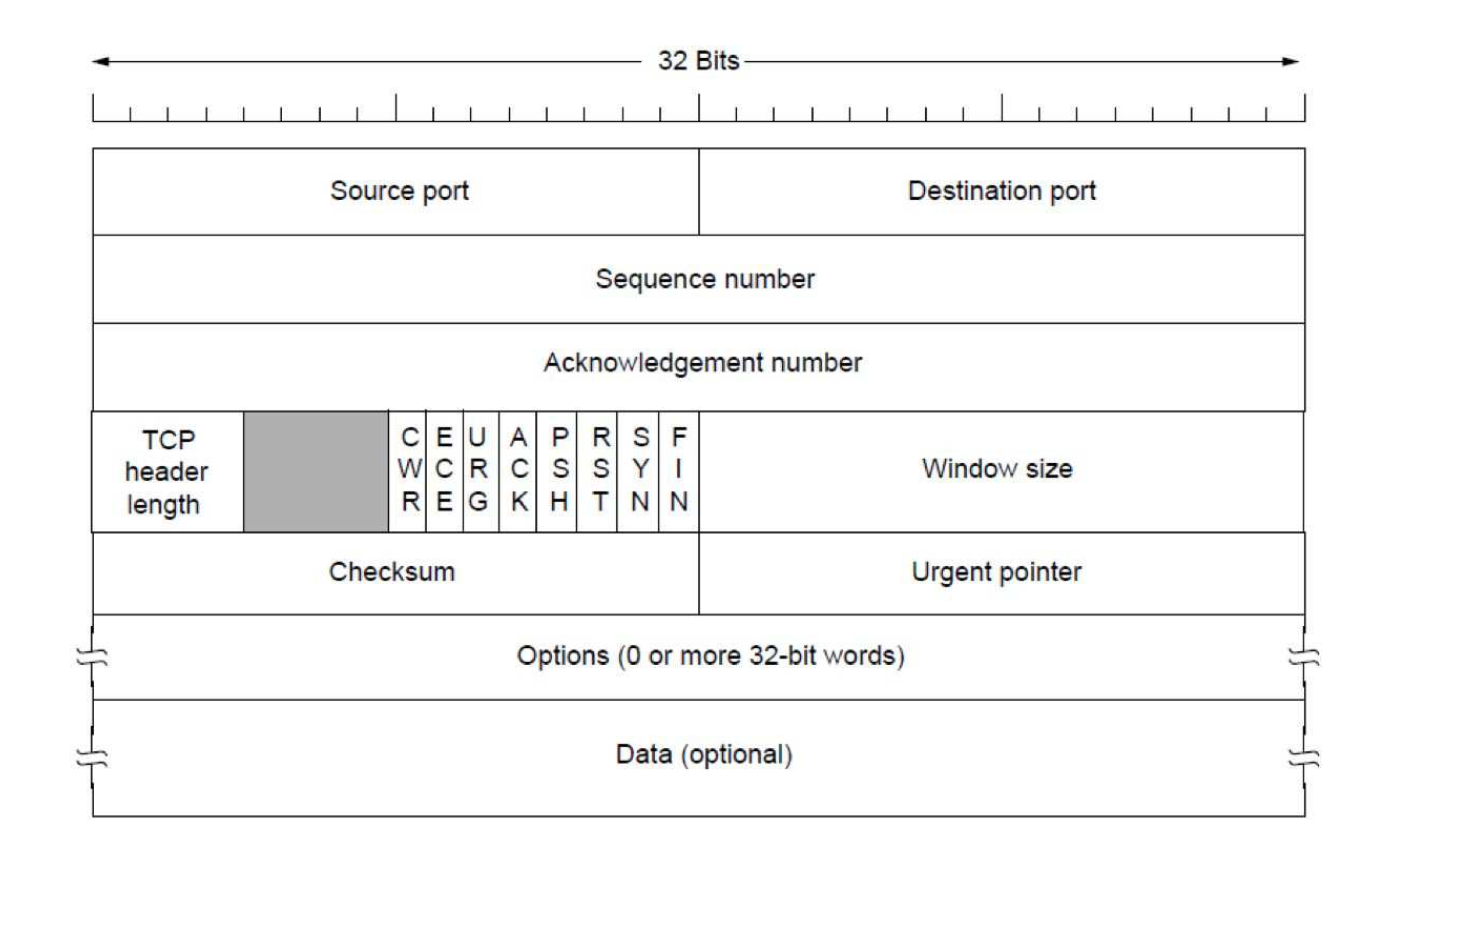 32 Bits
Source port
Destination port
Sequence number
Acknowledgement number
TCP
header
length
CWR
ECE
URG
ACK
PSH
RST
SYN
FIN
Window size
Checksum
Urgent pointer
Options (0 or more 32-bit words)
Data (optional)